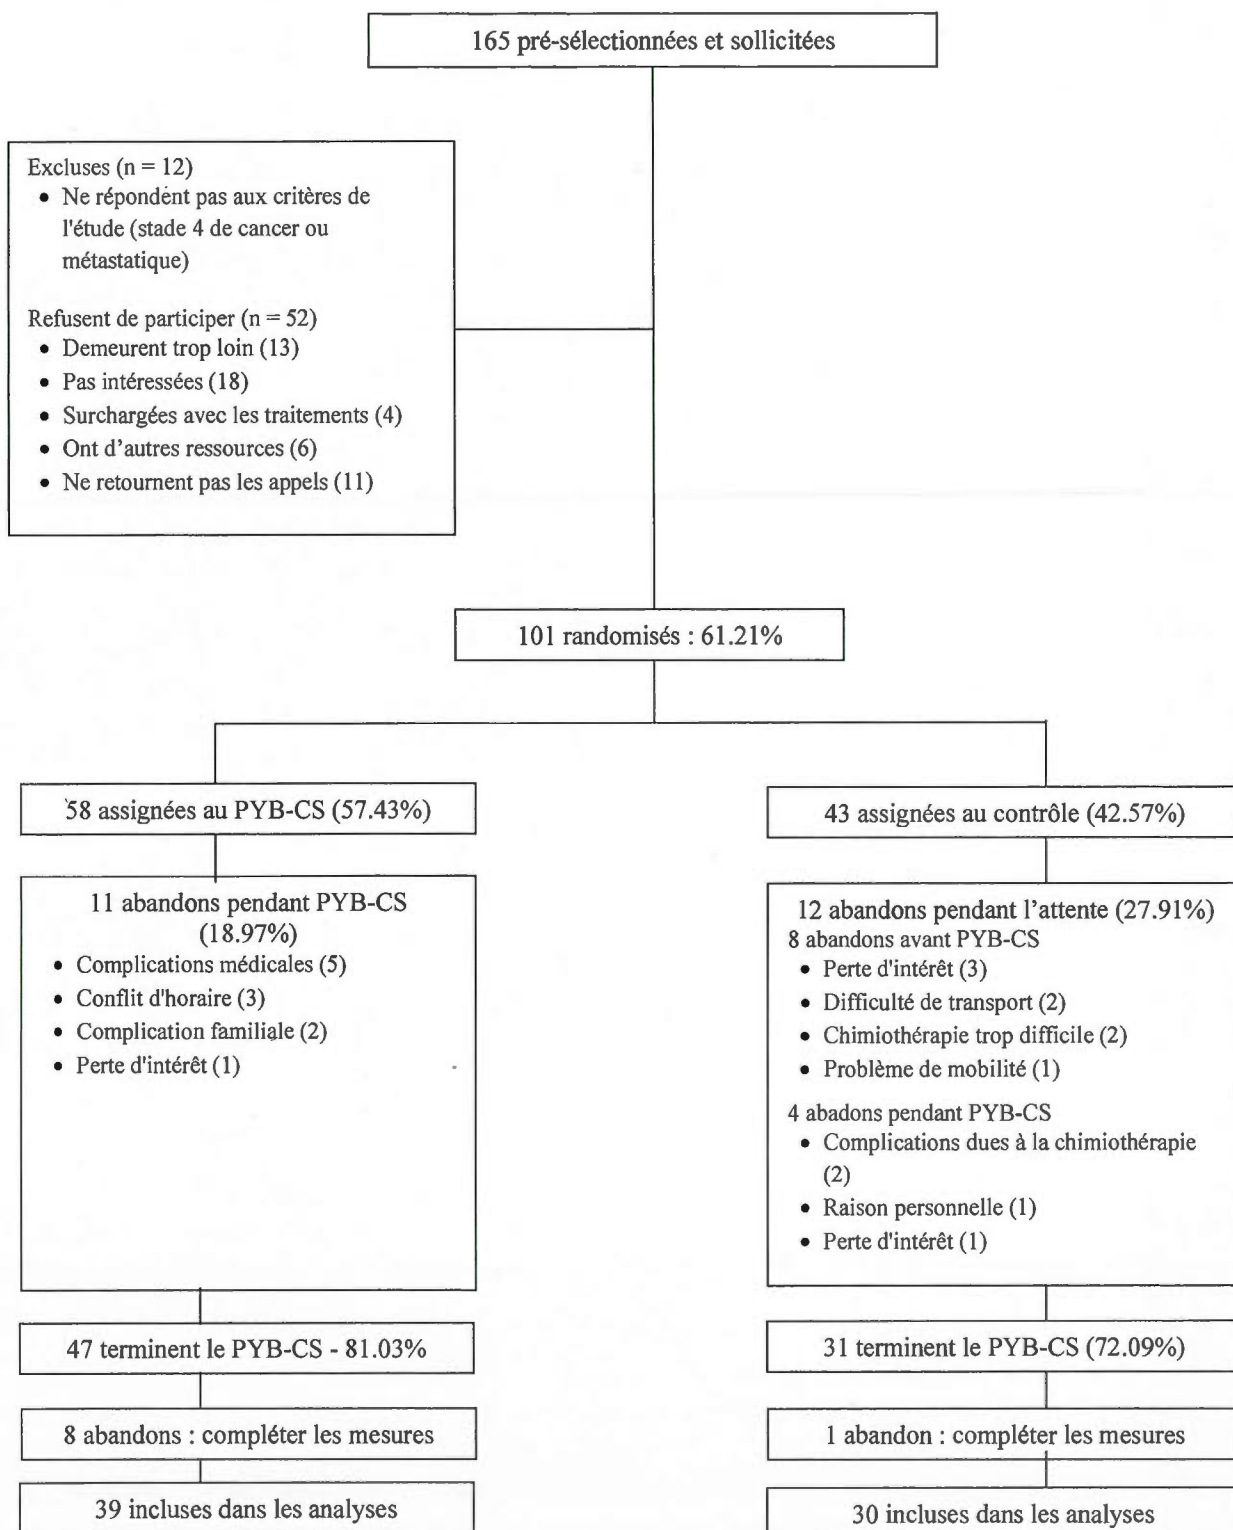 165 pré-sélectionnées et sollicitées
Excluses (n = 12)
• Ne répondent pas aux critères de
l'étude (stade 4 de cancer ou
métastatique)
Refusent de participer (n = 52)
• Demeurent trop loin (13)
• Pas intéressées (18)
• Surchargées avec les traitements (4)
• Ont d’autres ressources (6)
• Ne retournent pas les appels (11)
101 randomisés : 61.21%
58 assignées au PYB-CS (57.43%)
11 abandons pendant PYB-CS
(18.97%)
• Complications médicales (5)
• Conflit d'horaire (3)
• Complication familiale (2)
• Perte d'intérêt (1)
47 terminent le PYB-CS - 81.03%
8 abandons : compléter les mesures
39 incluses dans les analyses
43 assignées au contrôle (42.57%)
12 abandons pendant l’attente (27.91%)
8 abandons avant PYB-CS
• Perte d'intérêt (3)
• Difficulté de transport (2)
• Chimiothérapie trop difficile (2)
• Problème de mobilité (1)
4 abadons pendant PYB-CS
• Complications dues à la chimiothérapie
(2)
• Raison personnelle (1)
• Perte d'intérêt (1)
31 terminent le PYB-CS (72.09%)
1 abandon : compléter les mesures
30 incluses dans les analyses